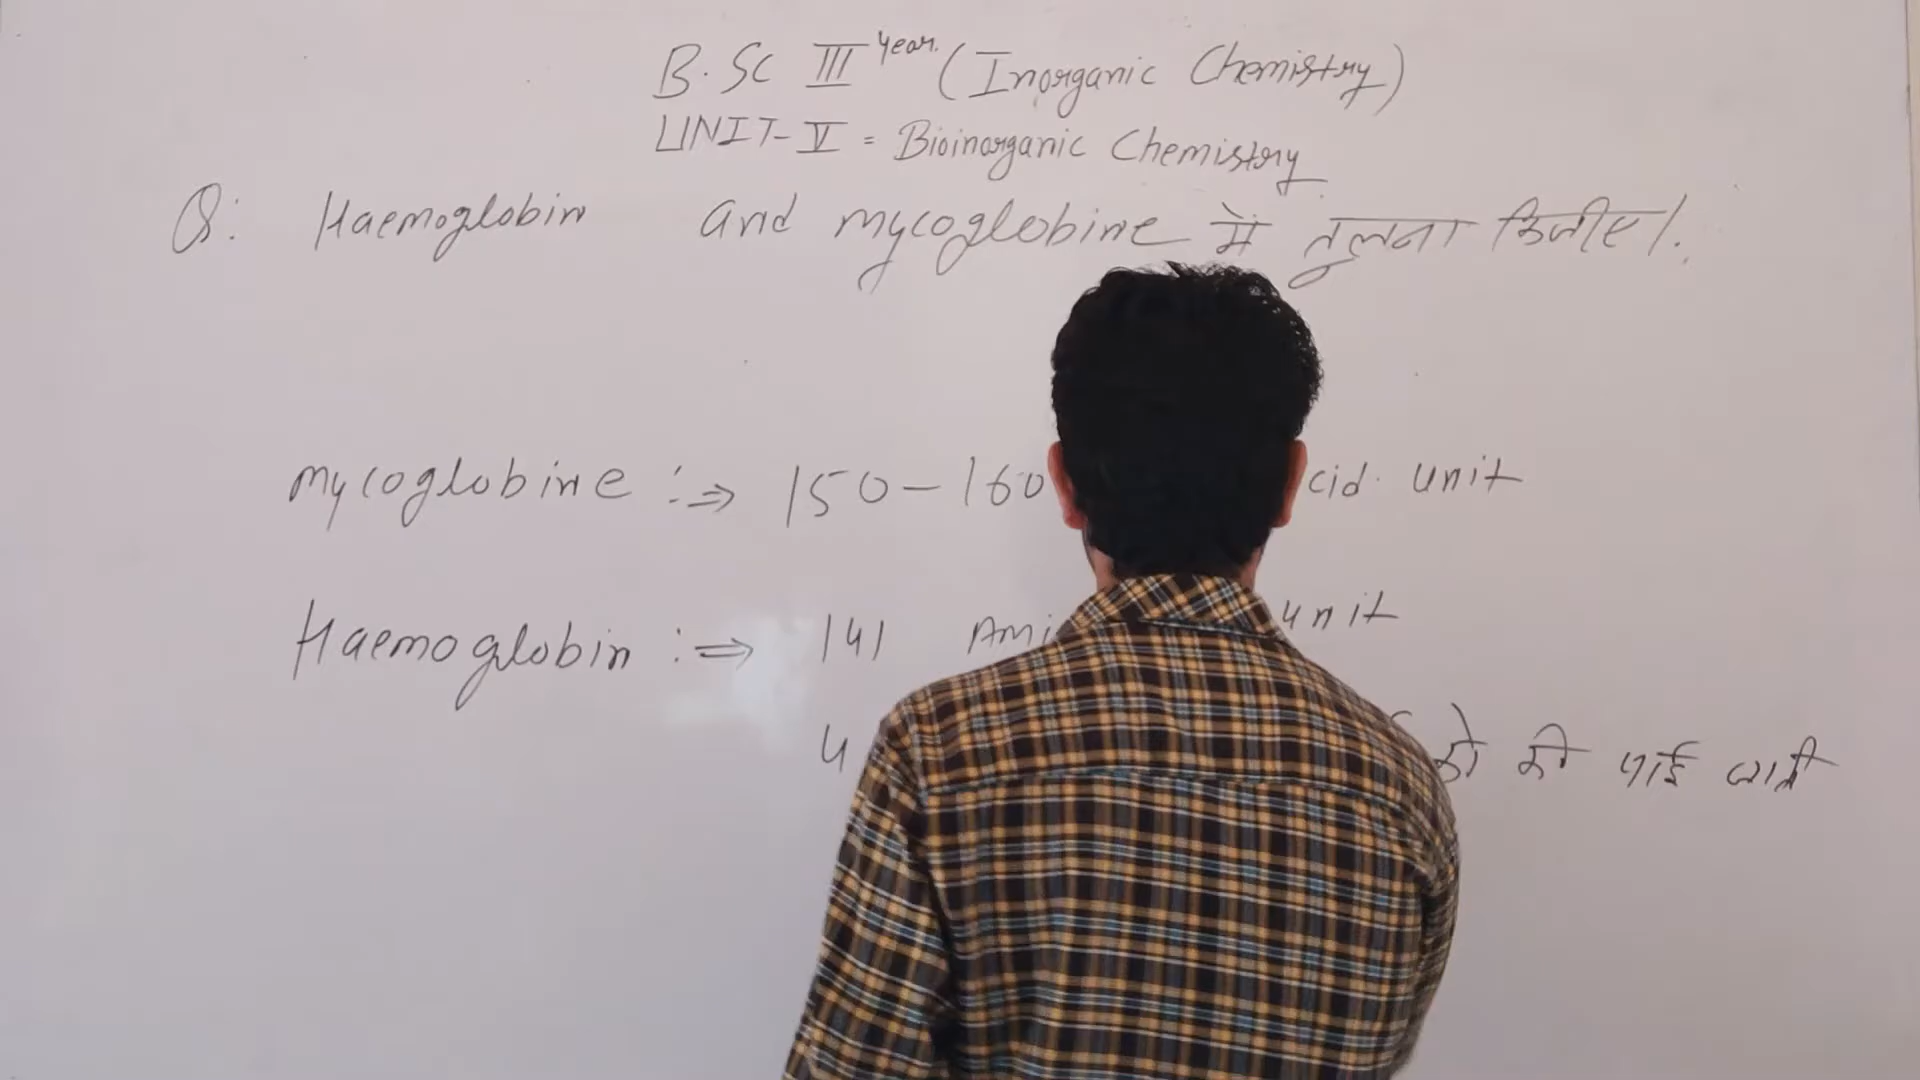 B.Sc III Year. (Inorganic Chemistry)
UNIT-V = Bioinorganic Chemistry
Q: Haemoglobin and mycoglobine में तुलना किजीए।.
mycoglobine :⇒ 150-160 cid. unit
Haemoglobin :⇒ 141 Ami unit
4 की पाई जाती